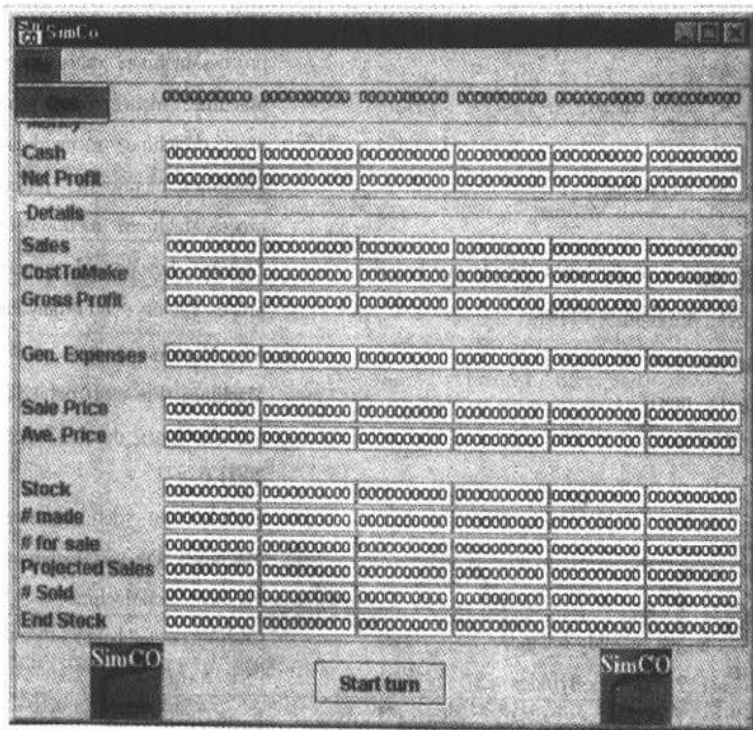 SimCo
0000000000 0000000000 0000000000 0000000000 0000000000 0000000000
Cash 0000000000 0000000000 0000000000 0000000000 0000000000 0000000000
Net Profit 0000000000 0000000000 0000000000 0000000000 0000000000 0000000000
Details
Sales 0000000000 0000000000 0000000000 0000000000 0000000000 0000000000
CostToMake 0000000000 0000000000 0000000000 0000000000 0000000000 0000000000
Gross Profit 0000000000 0000000000 0000000000 0000000000 0000000000 0000000000
Gen. Expenses 0000000000 0000000000 0000000000 0000000000 0000000000 0000000000
Sale Price 0000000000 0000000000 0000000000 0000000000 0000000000 0000000000
Ave. Price 0000000000 0000000000 0000000000 0000000000 0000000000 0000000000
Stock 0000000000 0000000000 0000000000 0000000000 0000000000 0000000000
# made 0000000000 0000000000 0000000000 0000000000 0000000000 0000000000
# for sale 0000000000 0000000000 0000000000 0000000000 0000000000 0000000000
Projected Sales 0000000000 0000000000 0000000000 0000000000 0000000000 0000000000
# Sold 0000000000 0000000000 0000000000 0000000000 0000000000 0000000000
End Stock 0000000000 0000000000 0000000000 0000000000 0000000000 0000000000
SimCO Start turn SimCO